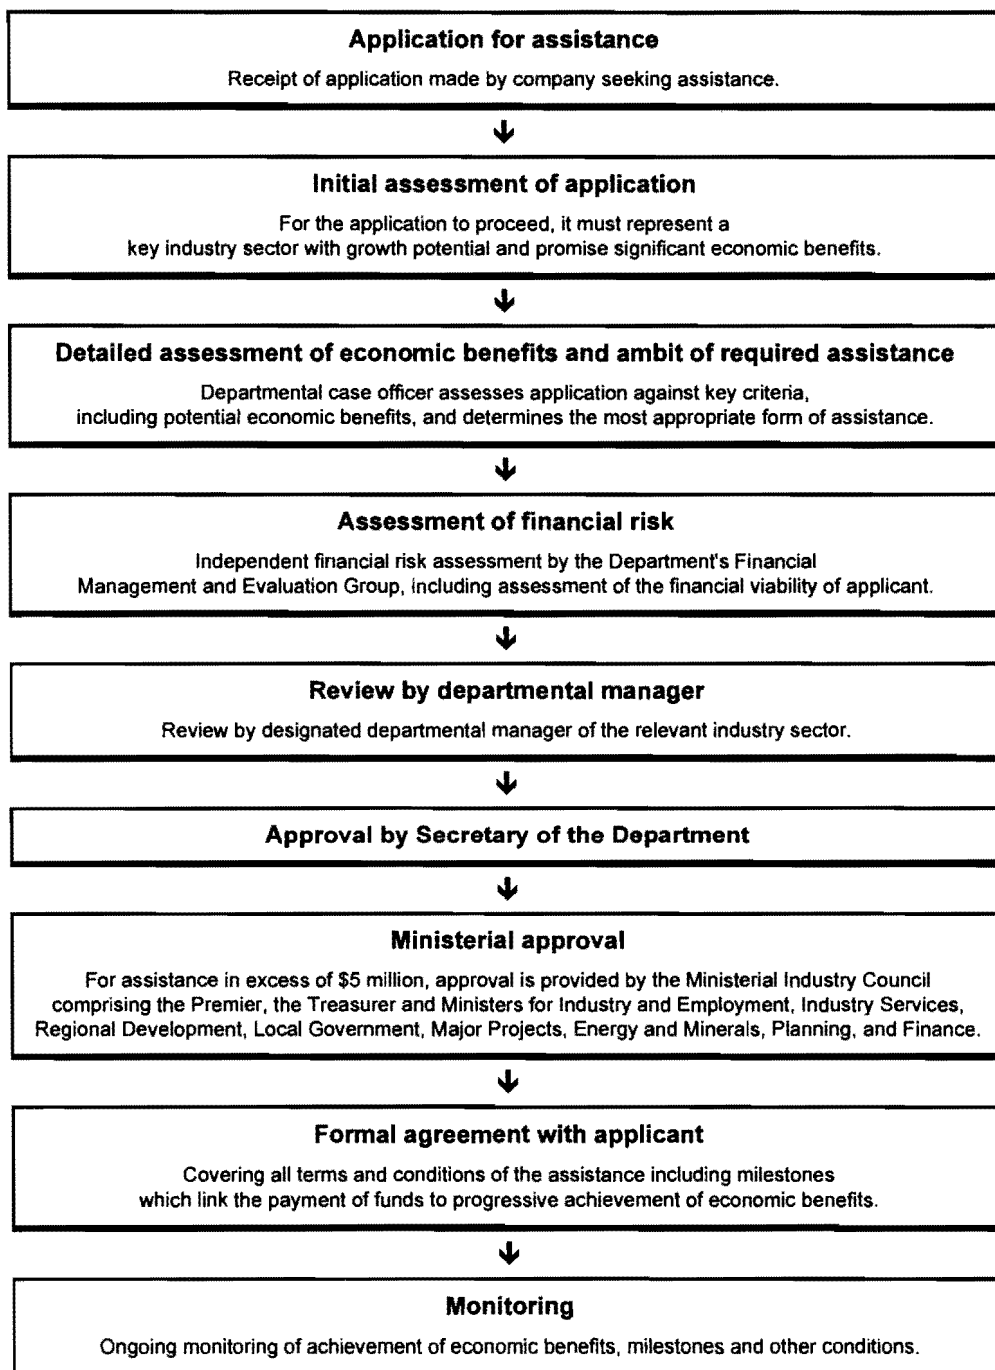 Application for assistance
Receipt of application made by company seeking assistance.
Initial assessment of application
For the application to proceed, it must represent a
key industry sector with growth potential and promise significant economic benefits.
Detailed assessment of economic benefits and ambit of required assistance
Departmental case officer assesses application against key criteria,
including potential economic benefits, and determines the most appropriate form of assistance.
Assessment of financial risk
Independent financial risk assessment by the Department's Financial
Management and Evaluation Group, including assessment of the financial viability of applicant.
Review by departmental manager
Review by designated departmental manager of the relevant industry sector.
Approval by Secretary of the Department
Ministerial approval
For assistance in excess of $5 million, approval is provided by the Ministerial Industry Council
comprising the Premier, the Treasurer and Ministers for Industry and Employment, Industry Services,
Regional Development, Local Government, Major Projects, Energy and Minerals, Planning, and Finance.
Formal agreement with applicant
Covering all terms and conditions of the assistance including milestones
which link the payment of funds to progressive achievement of economic benefits.
Monitoring
Ongoing monitoring of achievement of economic benefits, milestones and other conditions.